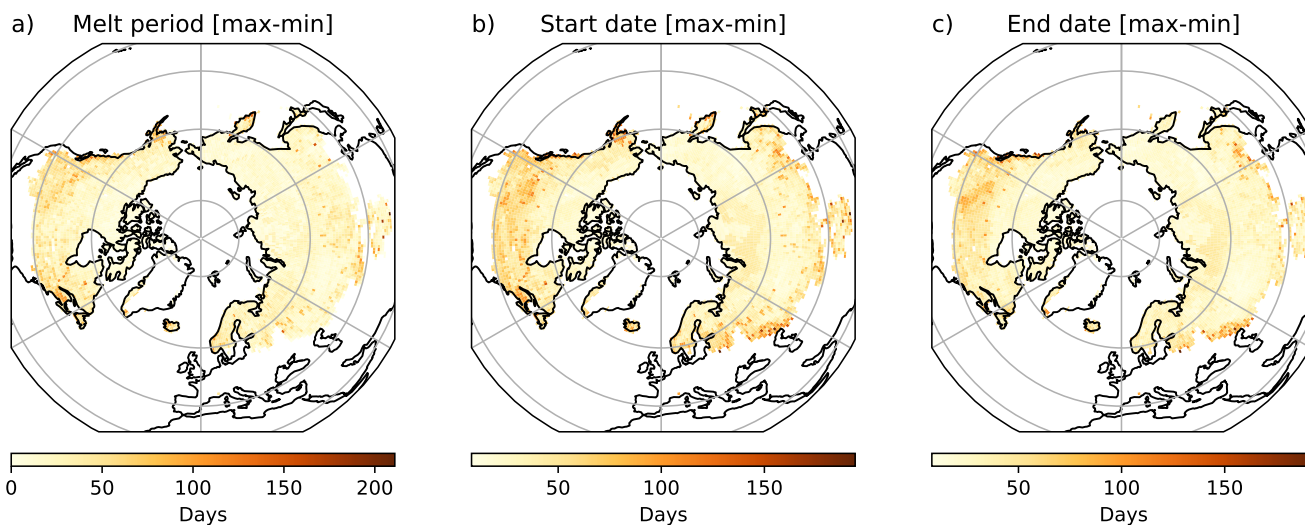 a) Melt period [max-min]
b) Start date [max-min]
c) End date [max-min]
0 50 100 150 200
Days
50 100 150
Days
50 100 150
Days